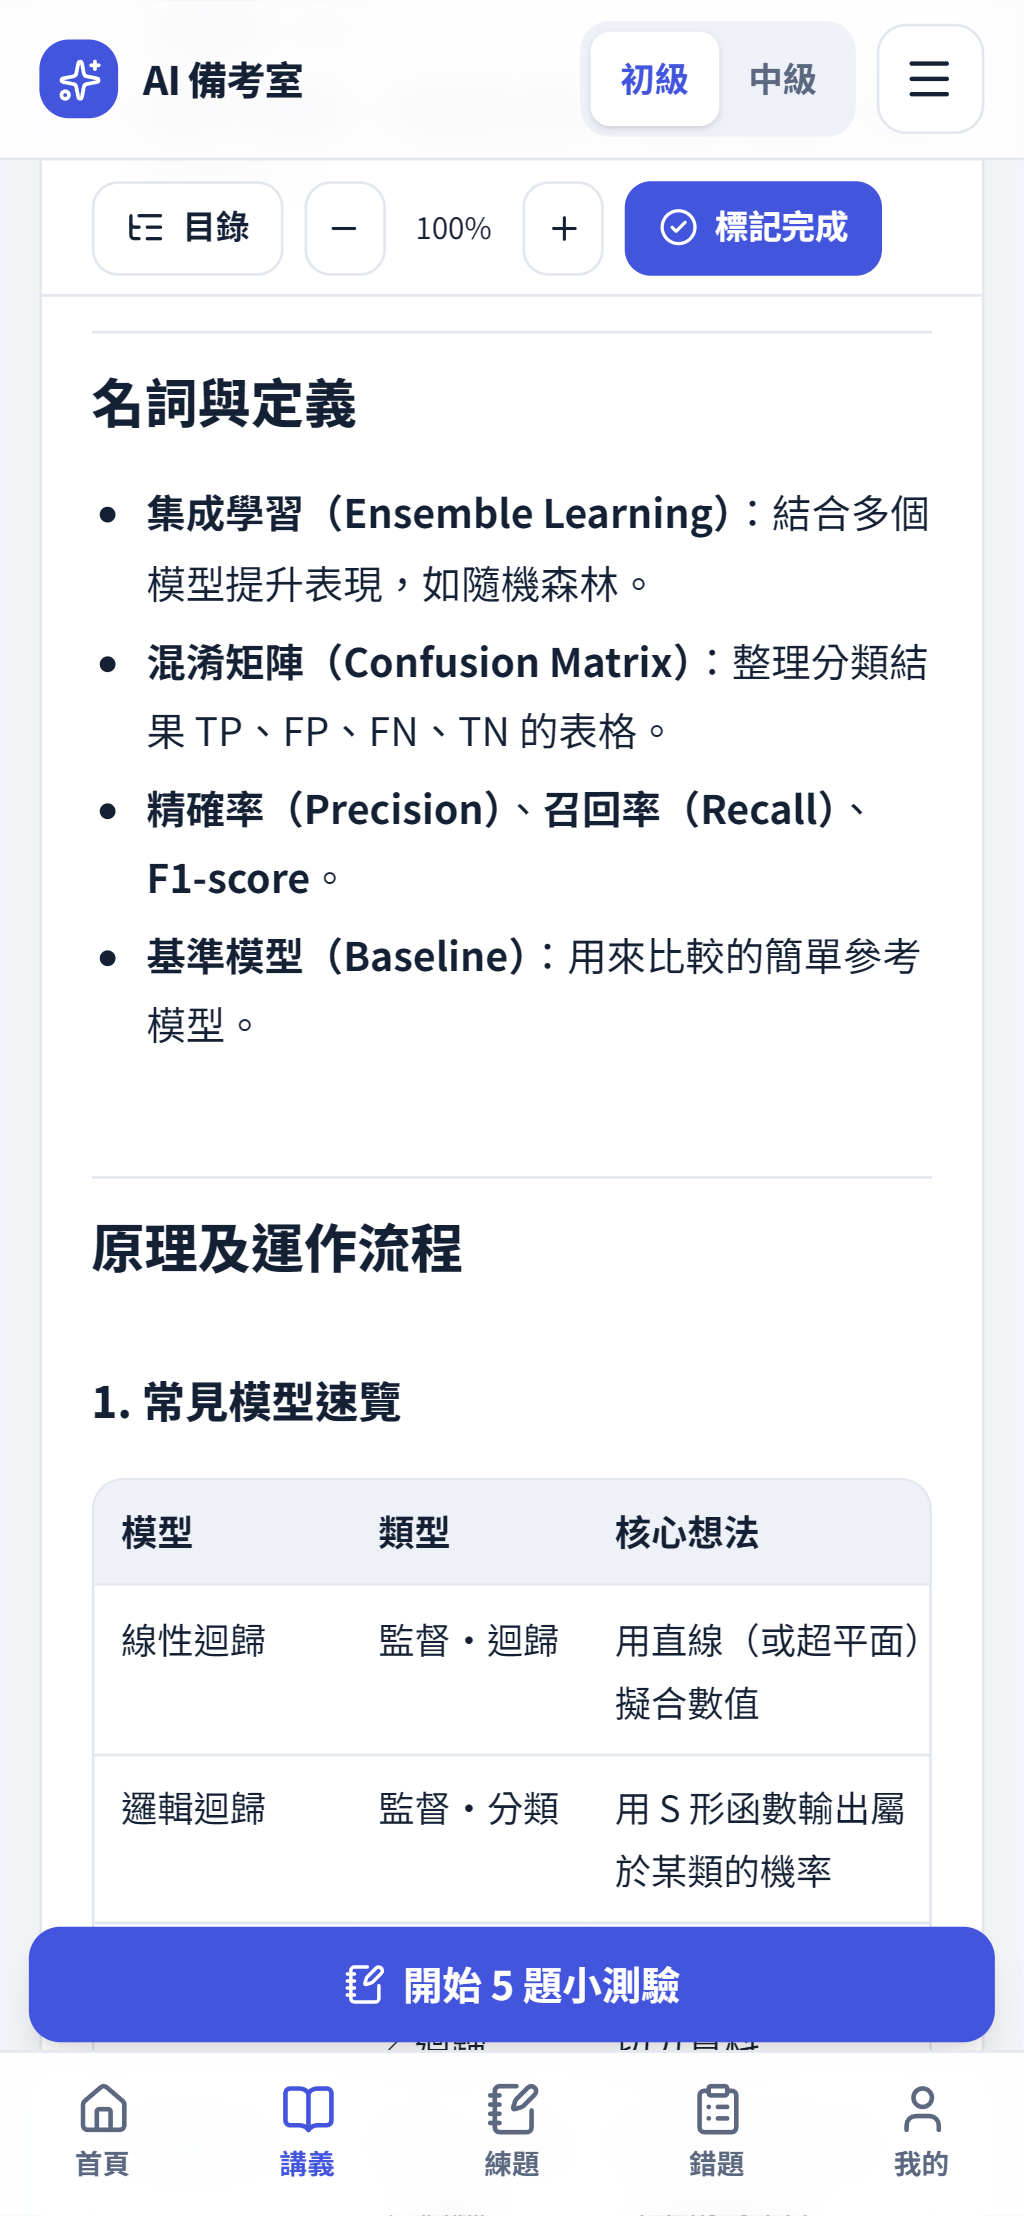 AI 備考室
初級
中級
目錄
100%
標記完成
名詞與定義
集成學習（Ensemble Learning）：結合多個
模型提升表現，如隨機森林。
混淆矩陣（Confusion Matrix）：整理分類結
果 TP、FP、FN、TN 的表格。
精確率（Precision）、召回率（Recall）、
F1-score。
基準模型（Baseline）：用來比較的簡單參考
模型。
原理及運作流程
1. 常見模型速覽
模型 類型 核心想法
線性迴歸 監督・迴歸 用直線（或超平面）
擬合數值
邏輯迴歸 監督・分類 用 S 形函數輸出屬
於某類的機率
開始 5 題小測驗
首頁
講義
練題
錯題
我的